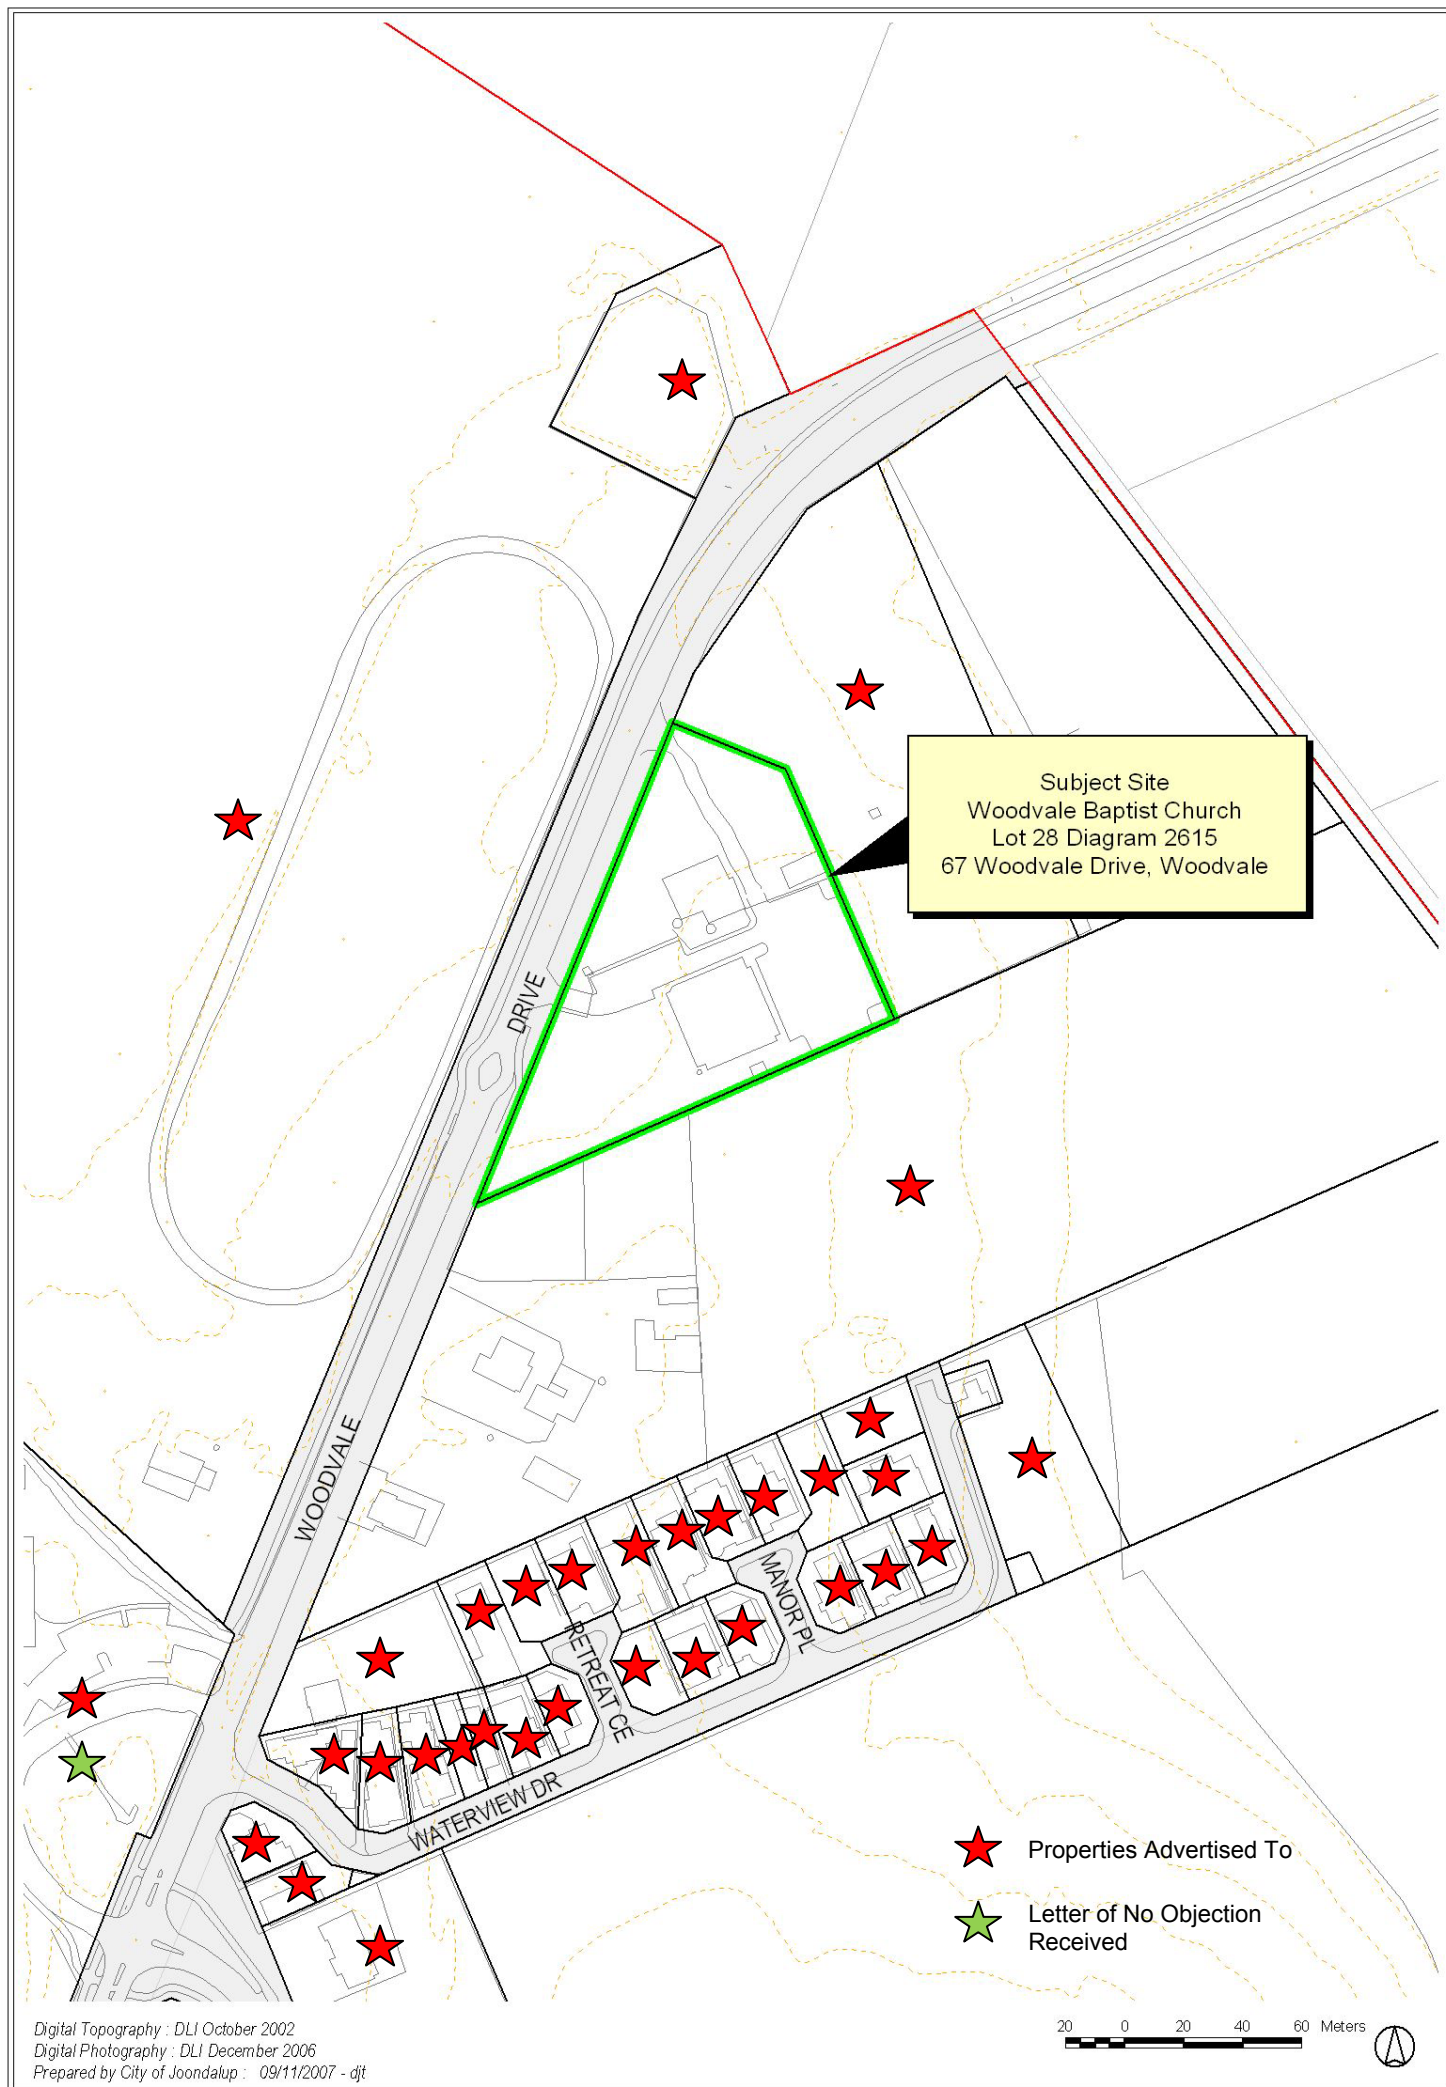 Subject Site
Woodvale Baptist Church
Lot 28 Diagram 2615
67 Woodvale Drive, Woodvale
DRIVE
WOODVALE
MANOR PL
RETREAT CE
WATERVIEW DR
Properties Advertised To
Letter of No Objection
Received
Digital Topography : DLI October 2002
Digital Photography : DLI December 2006
Prepared by City of Joondalup : 09/11/2007 - djt
20 0 20 40 60 Meters